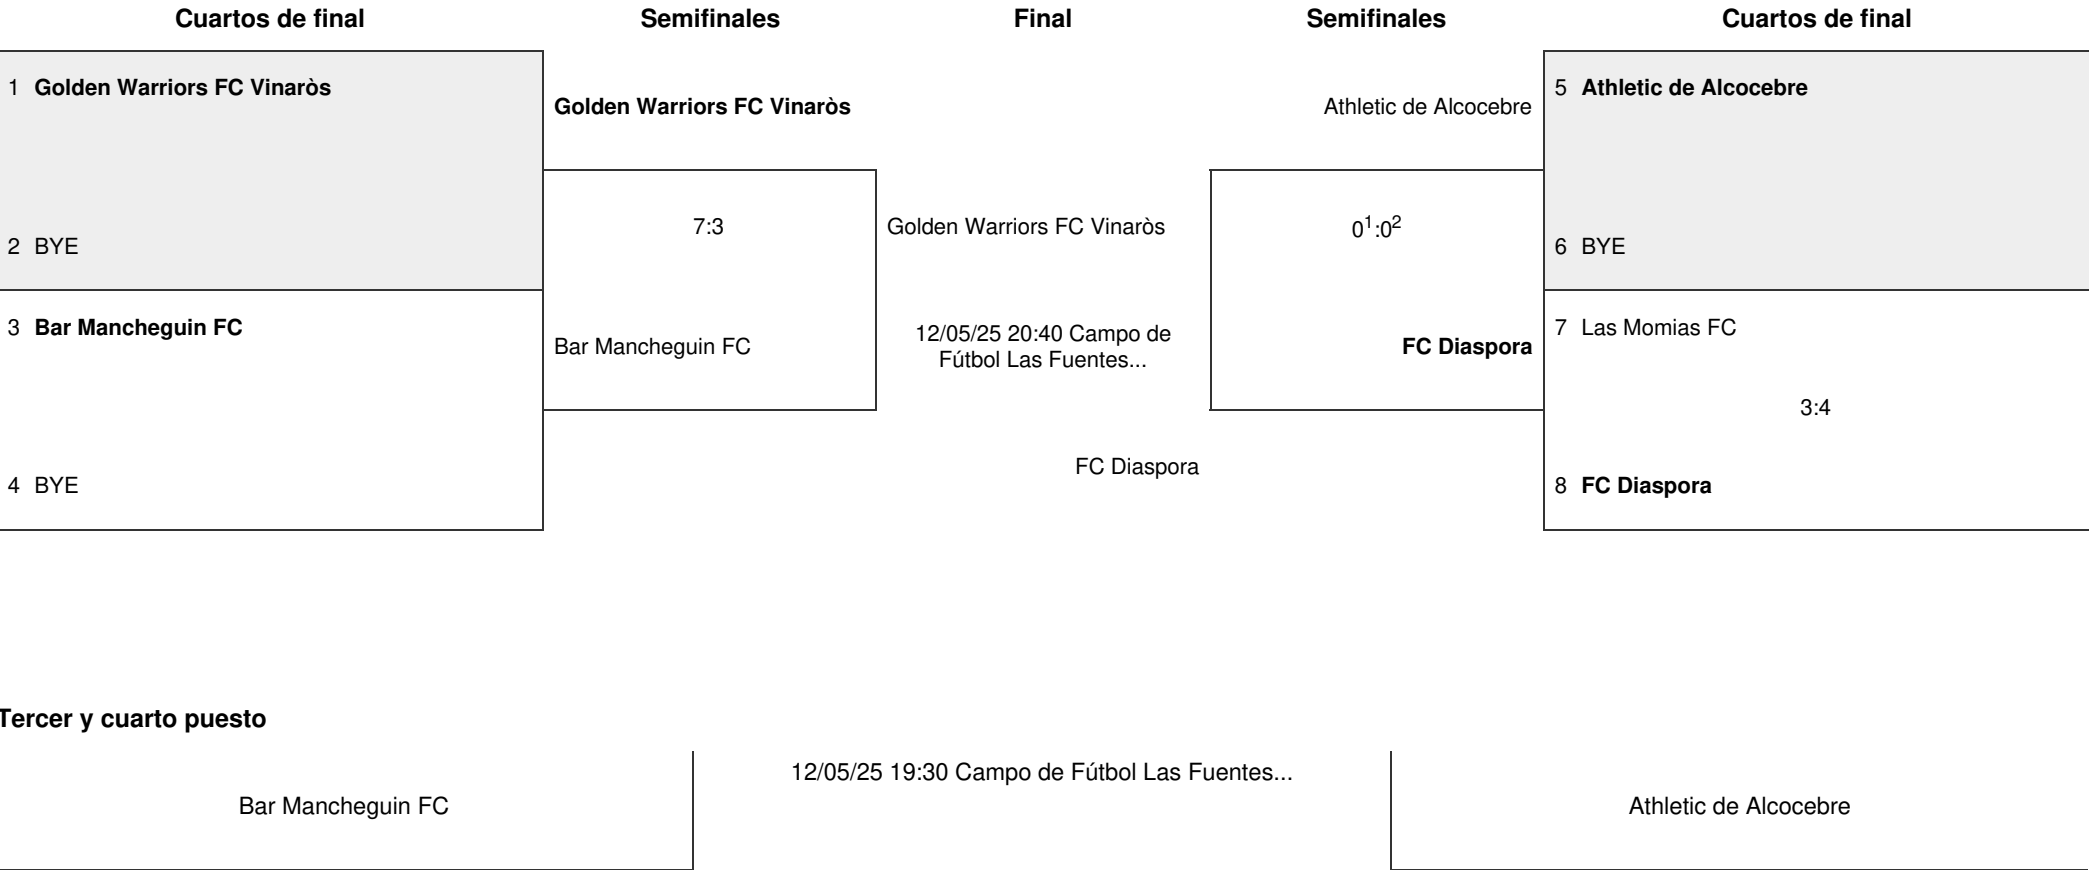 Cuartos de final Semifinales Final Semifinales Cuartos de final
1 Golden Warriors FC Vinaròs
5 Athletic de Alcocebre
Golden Warriors FC Vinaròs
Athletic de Alcocebre
7:3
Golden Warriors FC Vinaròs
0¹:0²
2 BYE
6 BYE
3 Bar Mancheguin FC
7 Las Momias FC
Bar Mancheguin FC
12/05/25 20:40 Campo de
Fútbol Las Fuentes...
FC Diaspora
3:4
FC Diaspora
4 BYE
8 FC Diaspora
Tercer y cuarto puesto
12/05/25 19:30 Campo de Fútbol Las Fuentes...
Bar Mancheguin FC
Athletic de Alcocebre